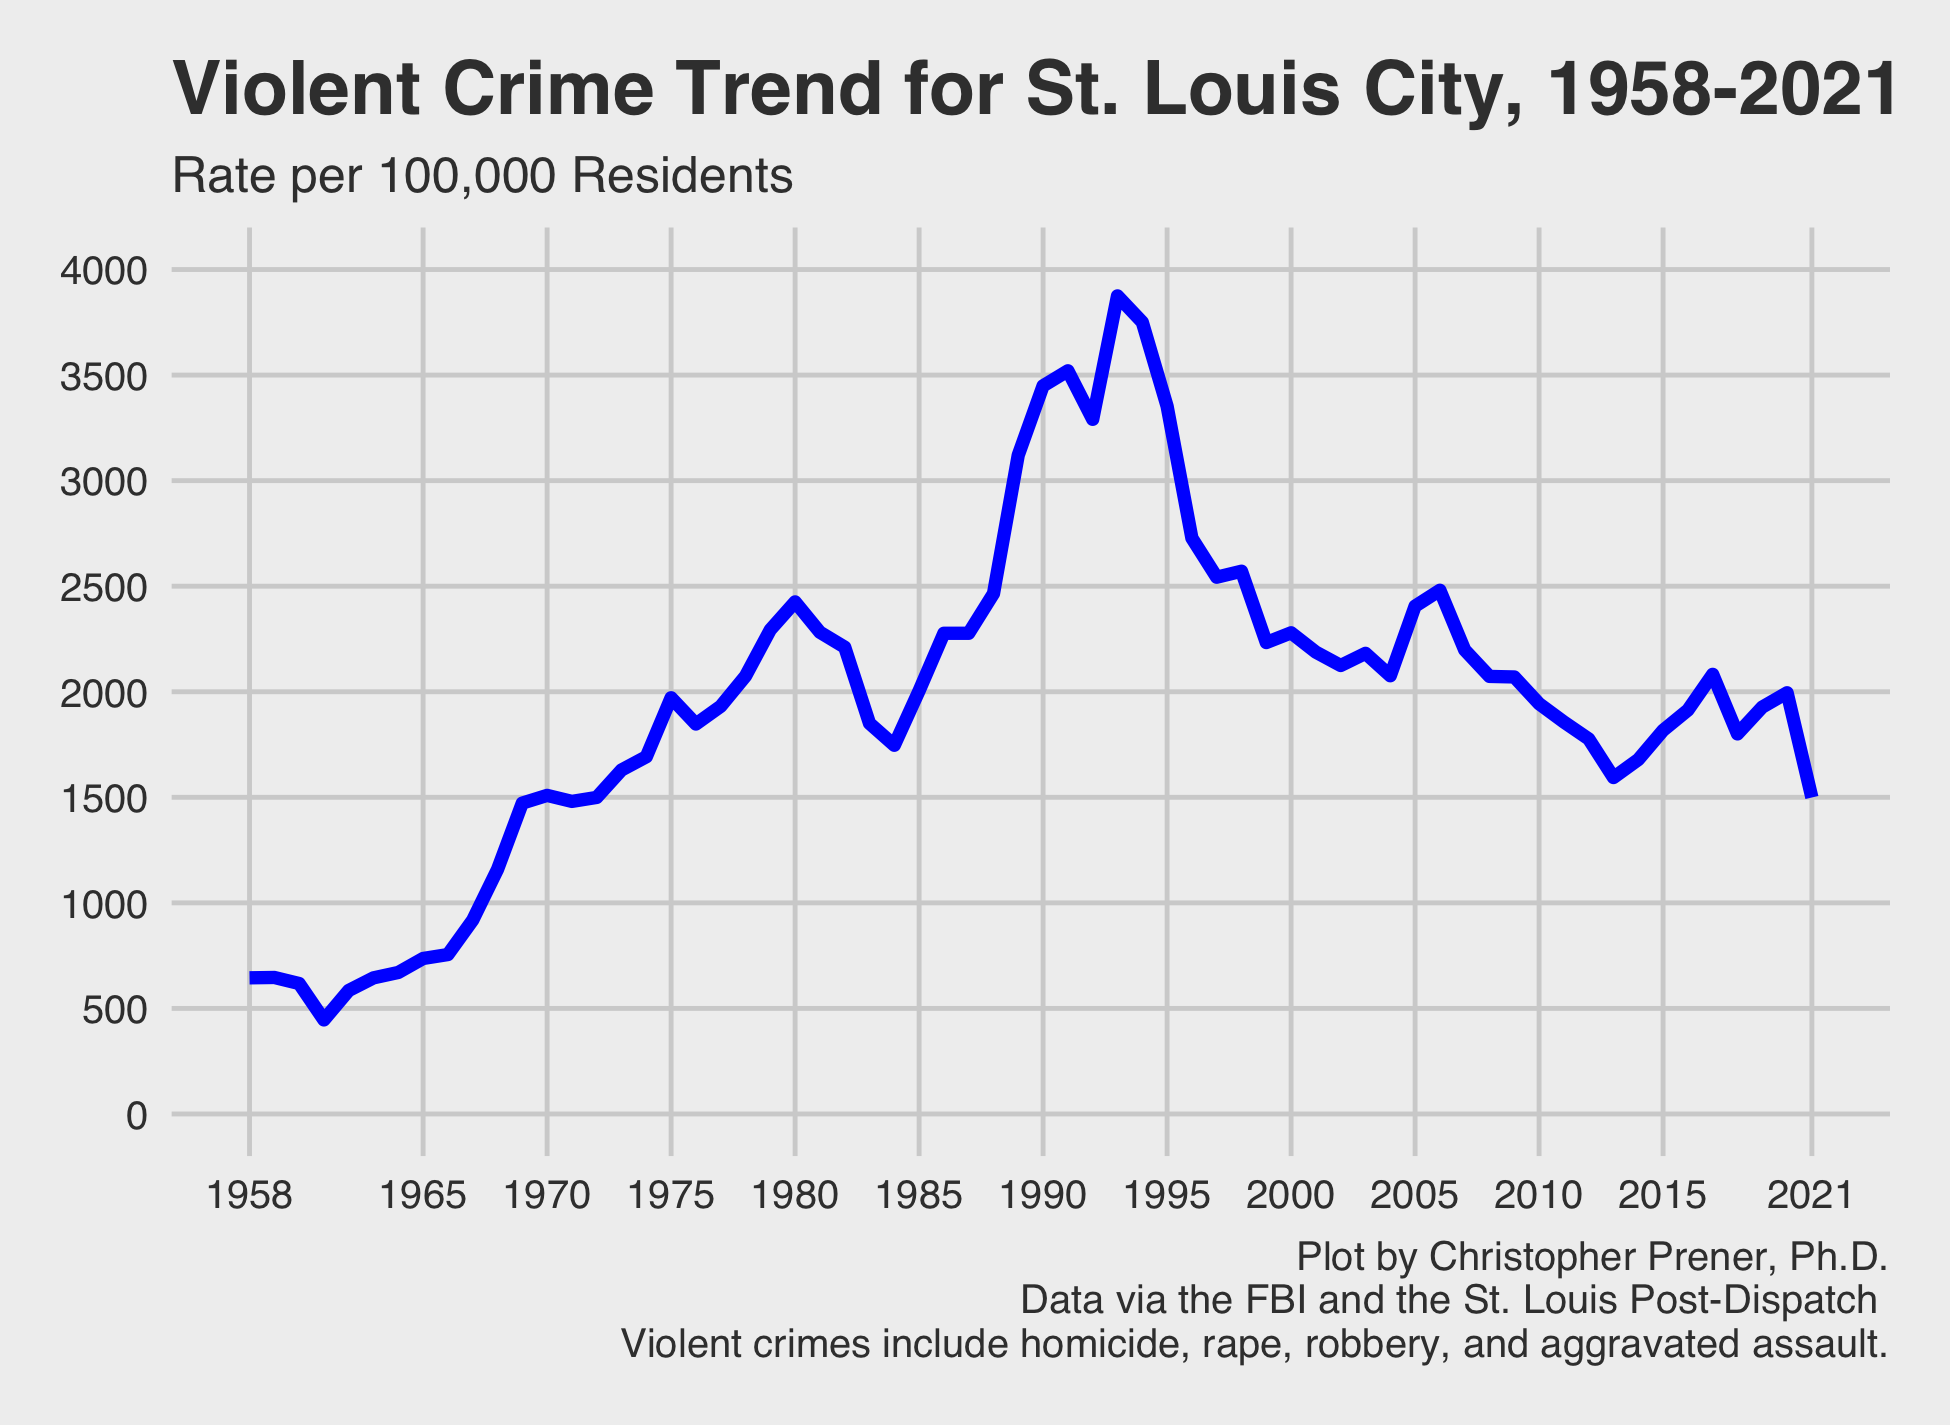 Violent Crime Trend for St. Louis City, 1958-2021
Rate per 100,000 Residents
4000
3500
3000
2500
2000
1500
1000
500
0
1958 1965 1970 1975 1980 1985 1990 1995 2000 2005 2010 2015 2021
Plot by Christopher Prener, Ph.D.
Data via the FBI and the St. Louis Post-Dispatch
Violent crimes include homicide, rape, robbery, and aggravated assault.